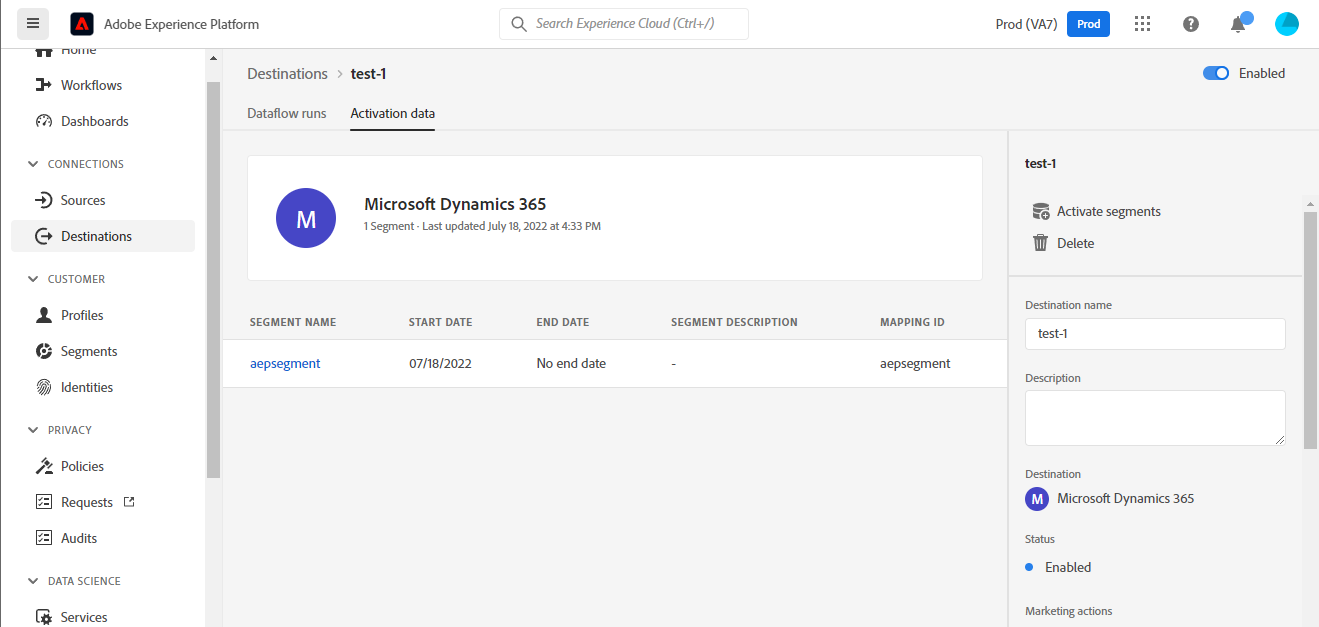 Adobe Experience Platform
Search Experience Cloud (Ctrl+/)
Prod (VA7)
Prod
Home
Workflows
Dashboards
CONNECTIONS
Sources
Destinations
CUSTOMER
Profiles
Segments
Identities
PRIVACY
Policies
Requests
Audits
DATA SCIENCE
Services
Destinations > test-1
Enabled
Dataflow runs
Activation data
M
Microsoft Dynamics 365
1 Segment · Last updated July 18, 2022 at 4:33 PM
SEGMENT NAME START DATE END DATE SEGMENT DESCRIPTION MAPPING ID
aepsegment 07/18/2022 No end date - aepsegment
test-1
Activate segments
Delete
Destination name
test-1
Description
Destination
M Microsoft Dynamics 365
Status
Enabled
Marketing actions